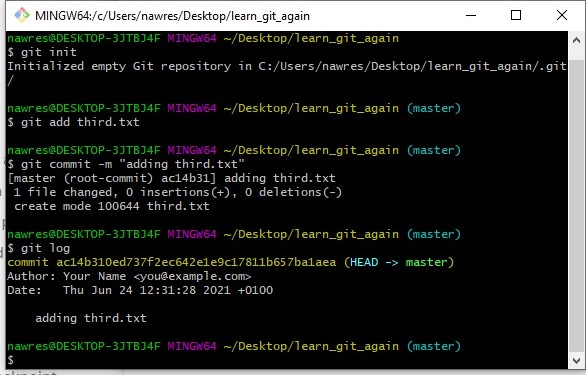 MINGW64:/c/Users/nawres/Desktop/learn_git_again
nawres@DESKTOP-3JTBJ4F MINGW64 ~/Desktop/learn_git_again
$ git init
Initialized empty Git repository in C:/Users/nawres/Desktop/learn_git_again/.git
/
nawres@DESKTOP-3JTBJ4F MINGW64 ~/Desktop/learn_git_again (master)
$ git add third.txt
nawres@DESKTOP-3JTBJ4F MINGW64 ~/Desktop/learn_git_again (master)
$ git commit -m "adding third.txt"
[master (root-commit) ac14b31] adding third.txt
 1 file changed, 0 insertions(+), 0 deletions(-)
 create mode 100644 third.txt
nawres@DESKTOP-3JTBJ4F MINGW64 ~/Desktop/learn_git_again (master)
$ git log
commit ac14b310ed737f2ec642e1e9c17811b657ba1aea (HEAD -> master)
Author: Your Name <you@example.com>
Date:   Thu Jun 24 12:31:28 2021 +0100
    adding third.txt
nawres@DESKTOP-3JTBJ4F MINGW64 ~/Desktop/learn_git_again (master)
$